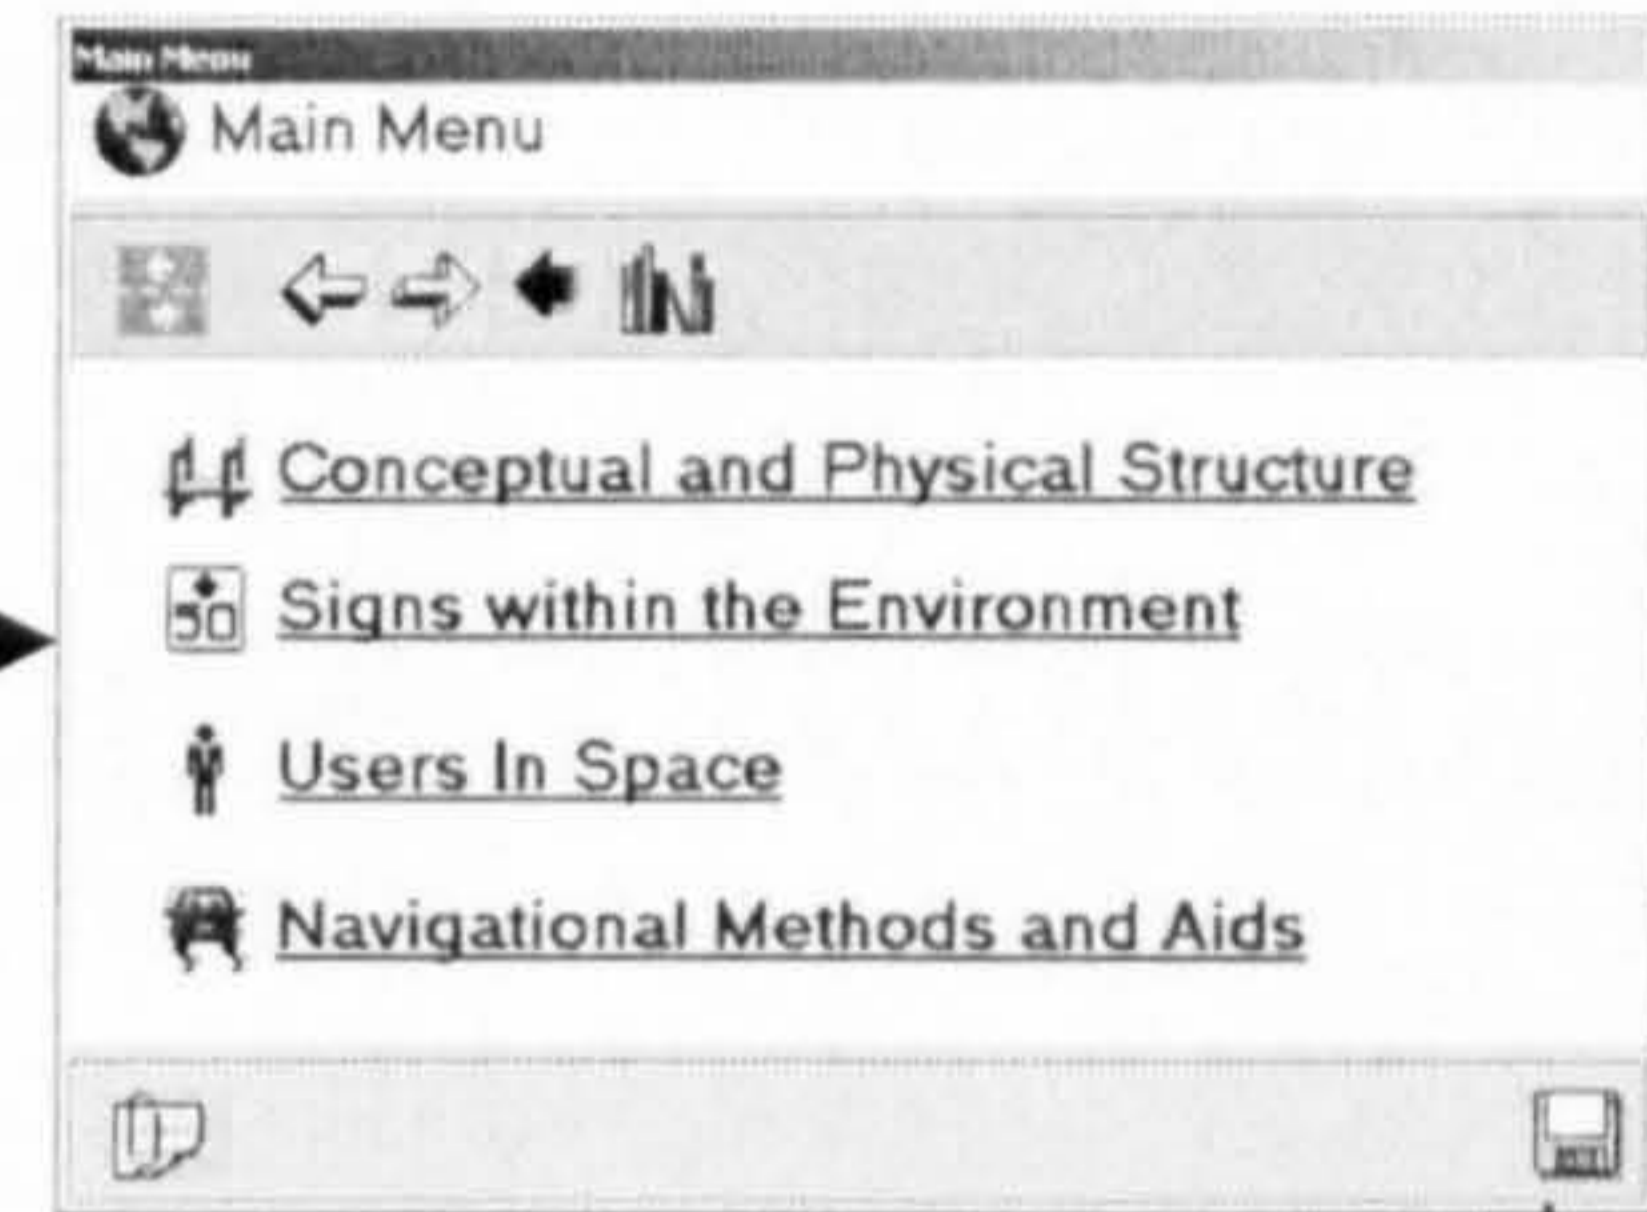 Main Menu
Main Menu
Conceptual and Physical Structure
50
Signs within the Environment
Users In Space
Navigational Methods and Aids